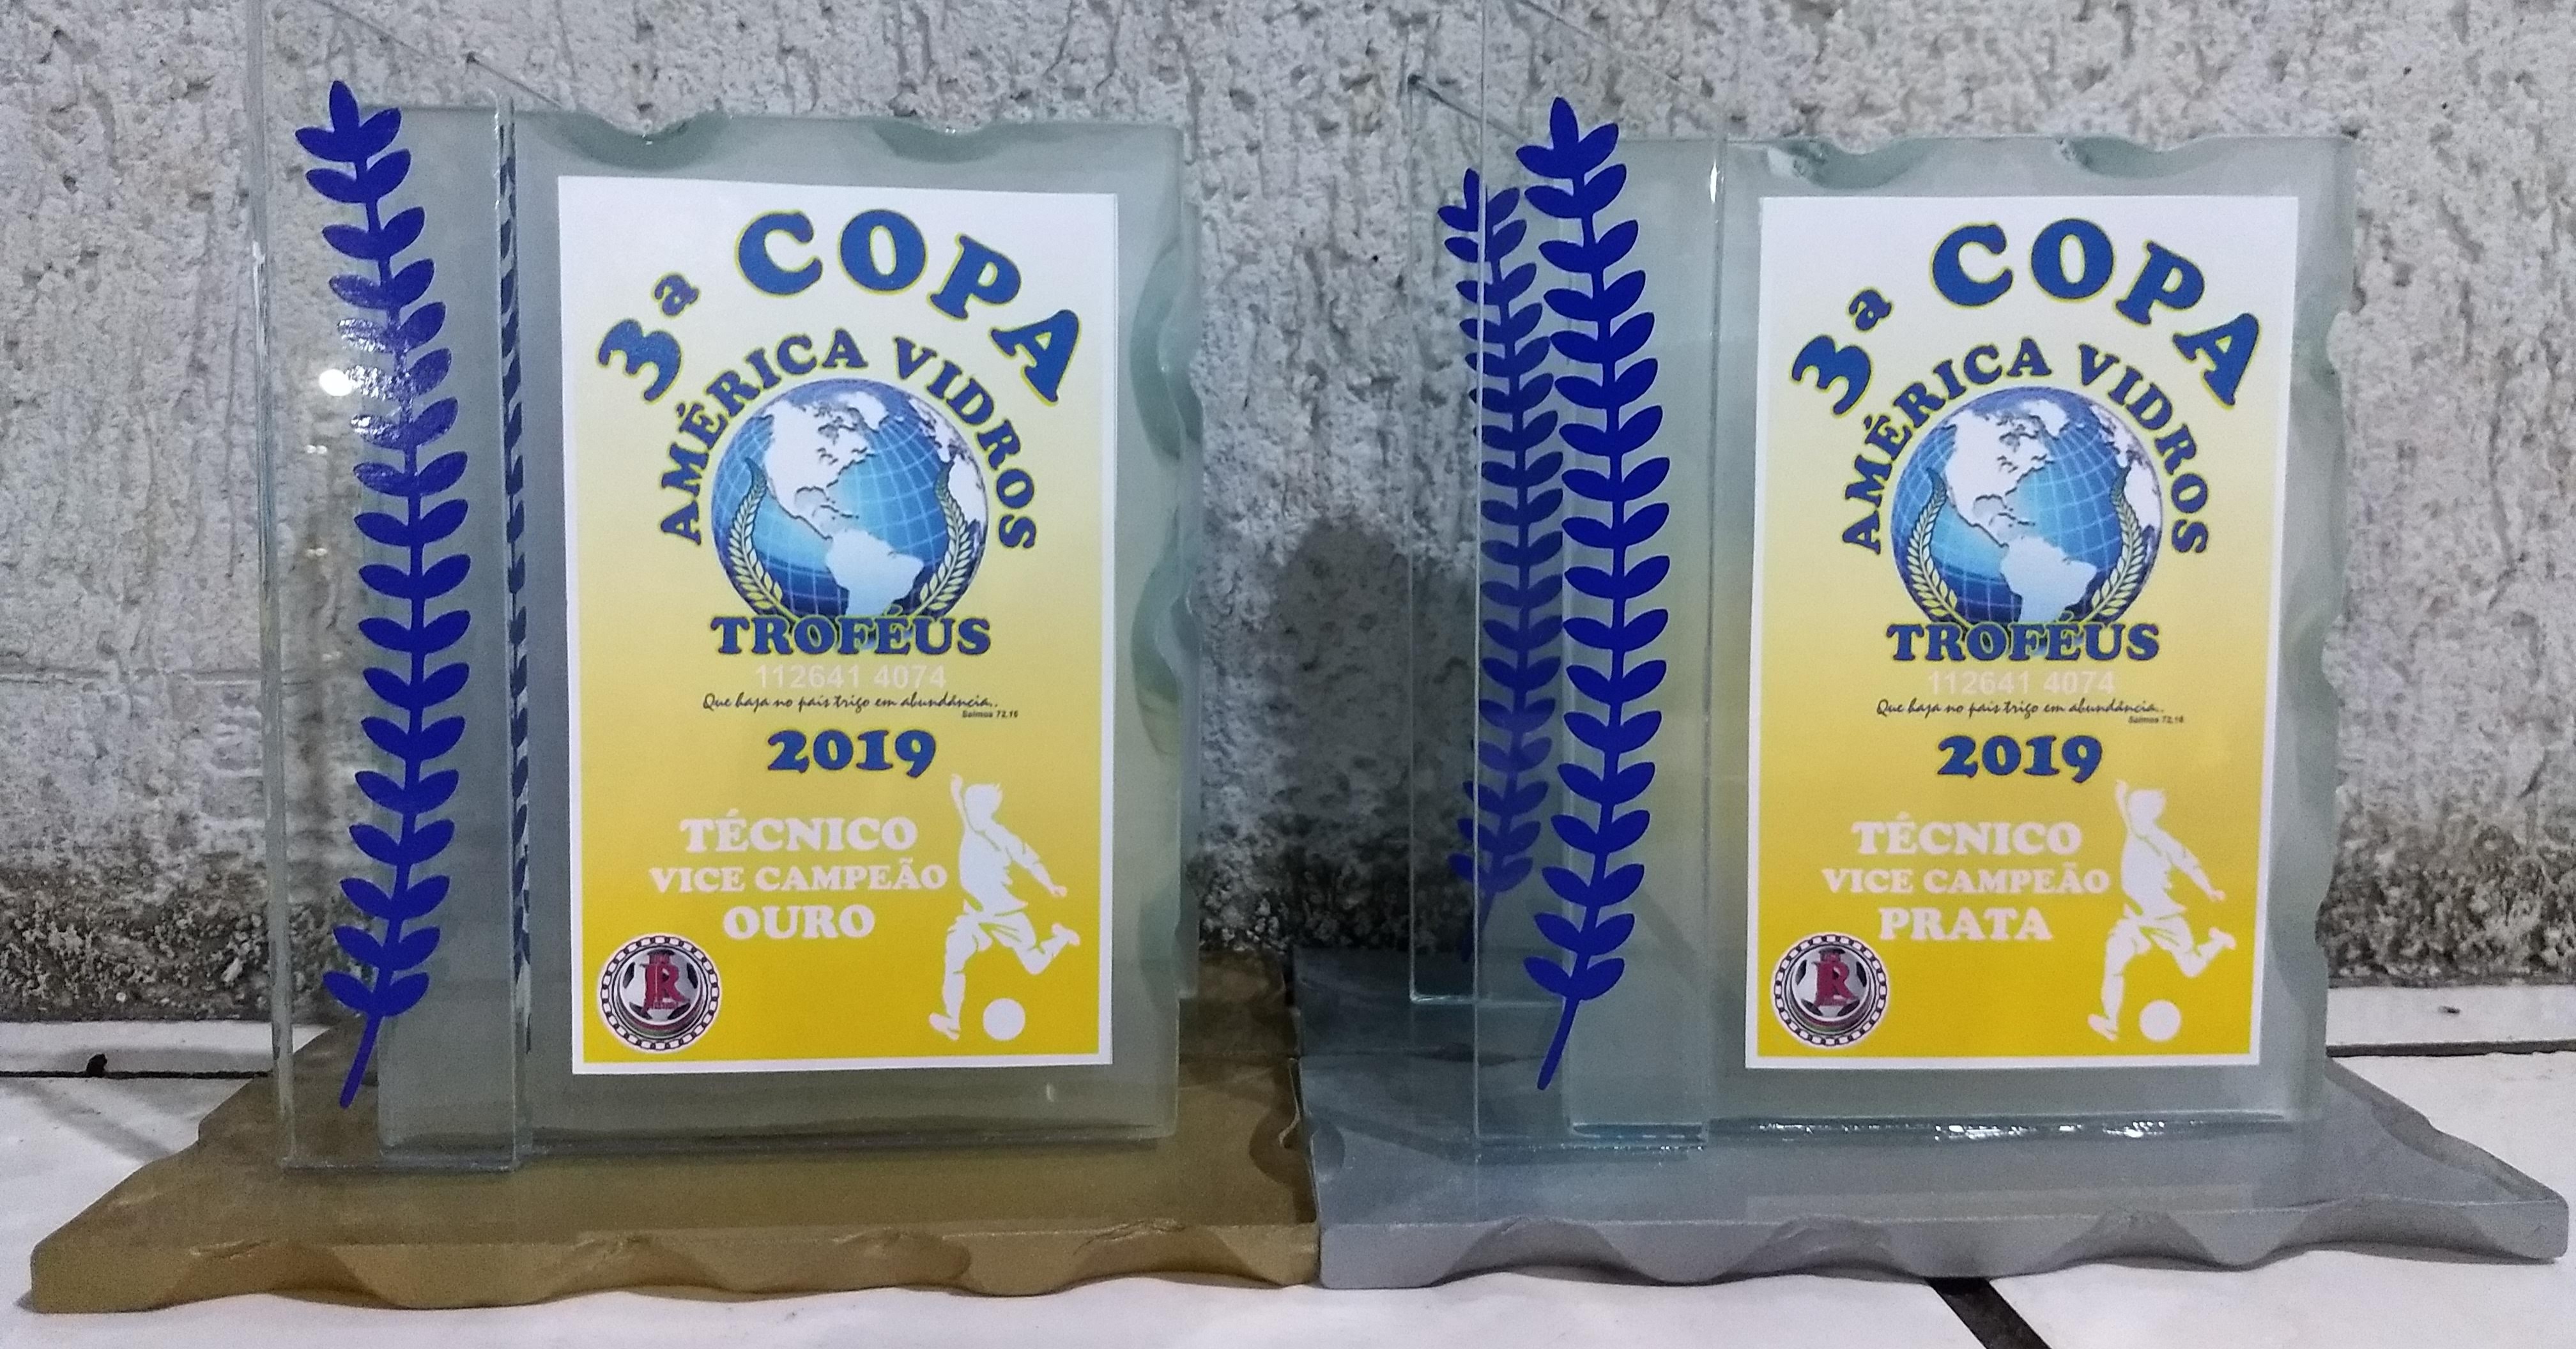 3ª COPA
AMÉRICA VIDROS
TROFÉUS
112641 4074
Que haja no país trigo em abundância..
Salmos 72,16
2019
TÉCNICO
VICE CAMPEÃO
OURO
3ª COPA
AMÉRICA VIDROS
TROFÉUS
112641 4074
Que haja no país trigo em abundância..
Salmos 72,16
2019
TÉCNICO
VICE CAMPEÃO
PRATA